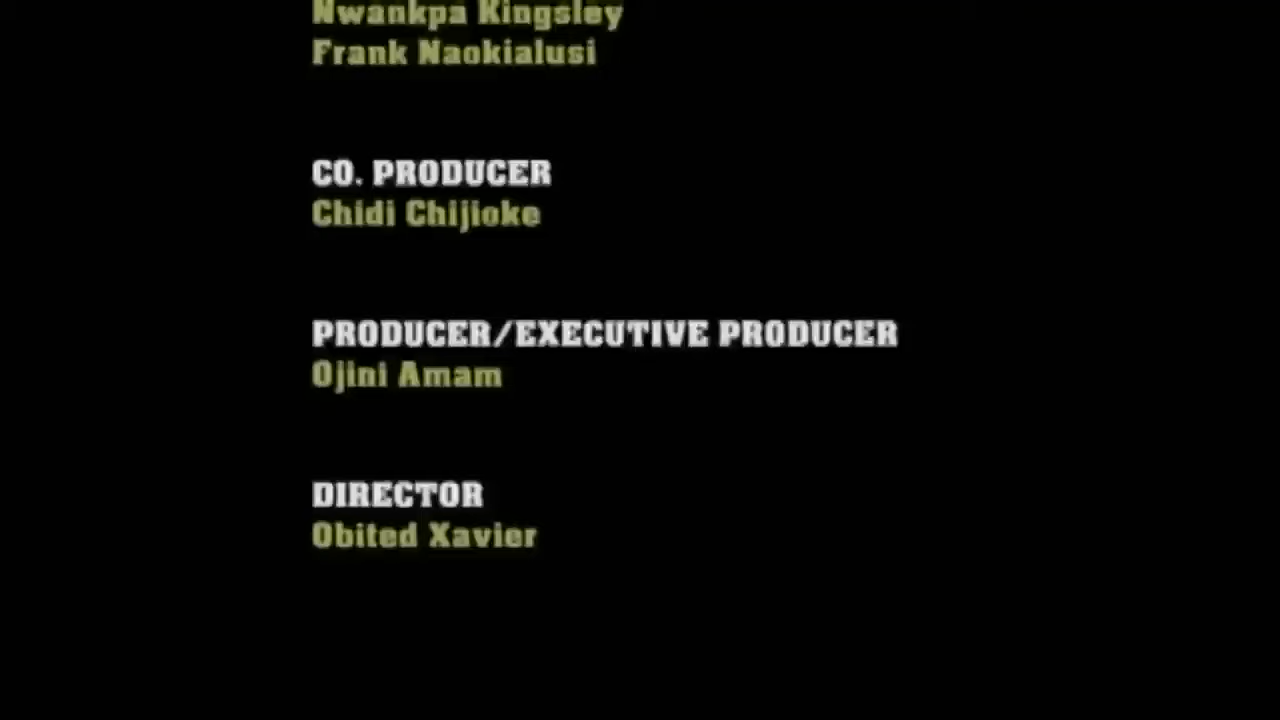 Nwankpa Kingsley
Frank Naokialusi
CO. PRODUCER
Chidi Chijioke
PRODUCER/EXECUTIVE PRODUCER
Ojini Amam
DIRECTOR
Obited Xavier